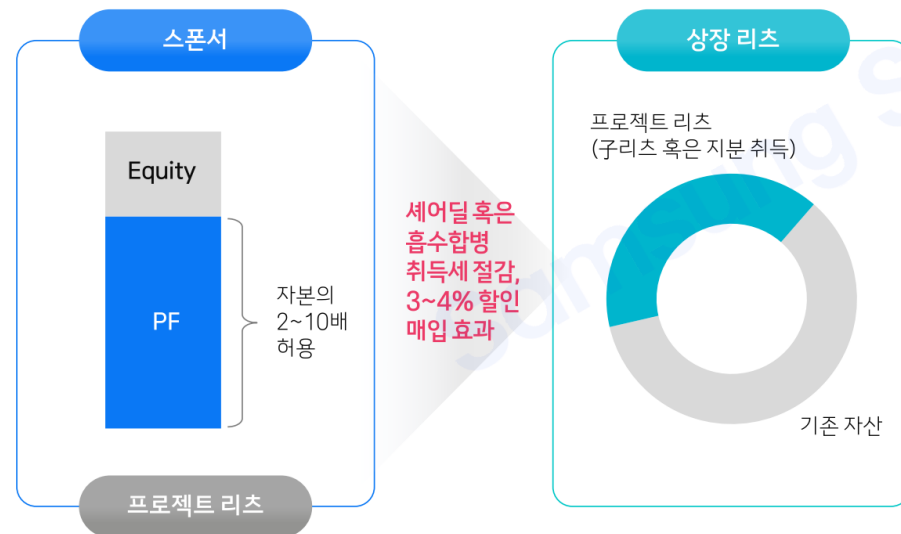 스폰서
Equity
PF
자본의
2~10배
허용
프로젝트 리츠
셰어딜 혹은
흡수합병
취득세 절감,
3~4% 할인
매입 효과
상장 리츠
프로젝트 리츠
(子리츠 혹은 지분 취득)
기존 자산
Samsung S